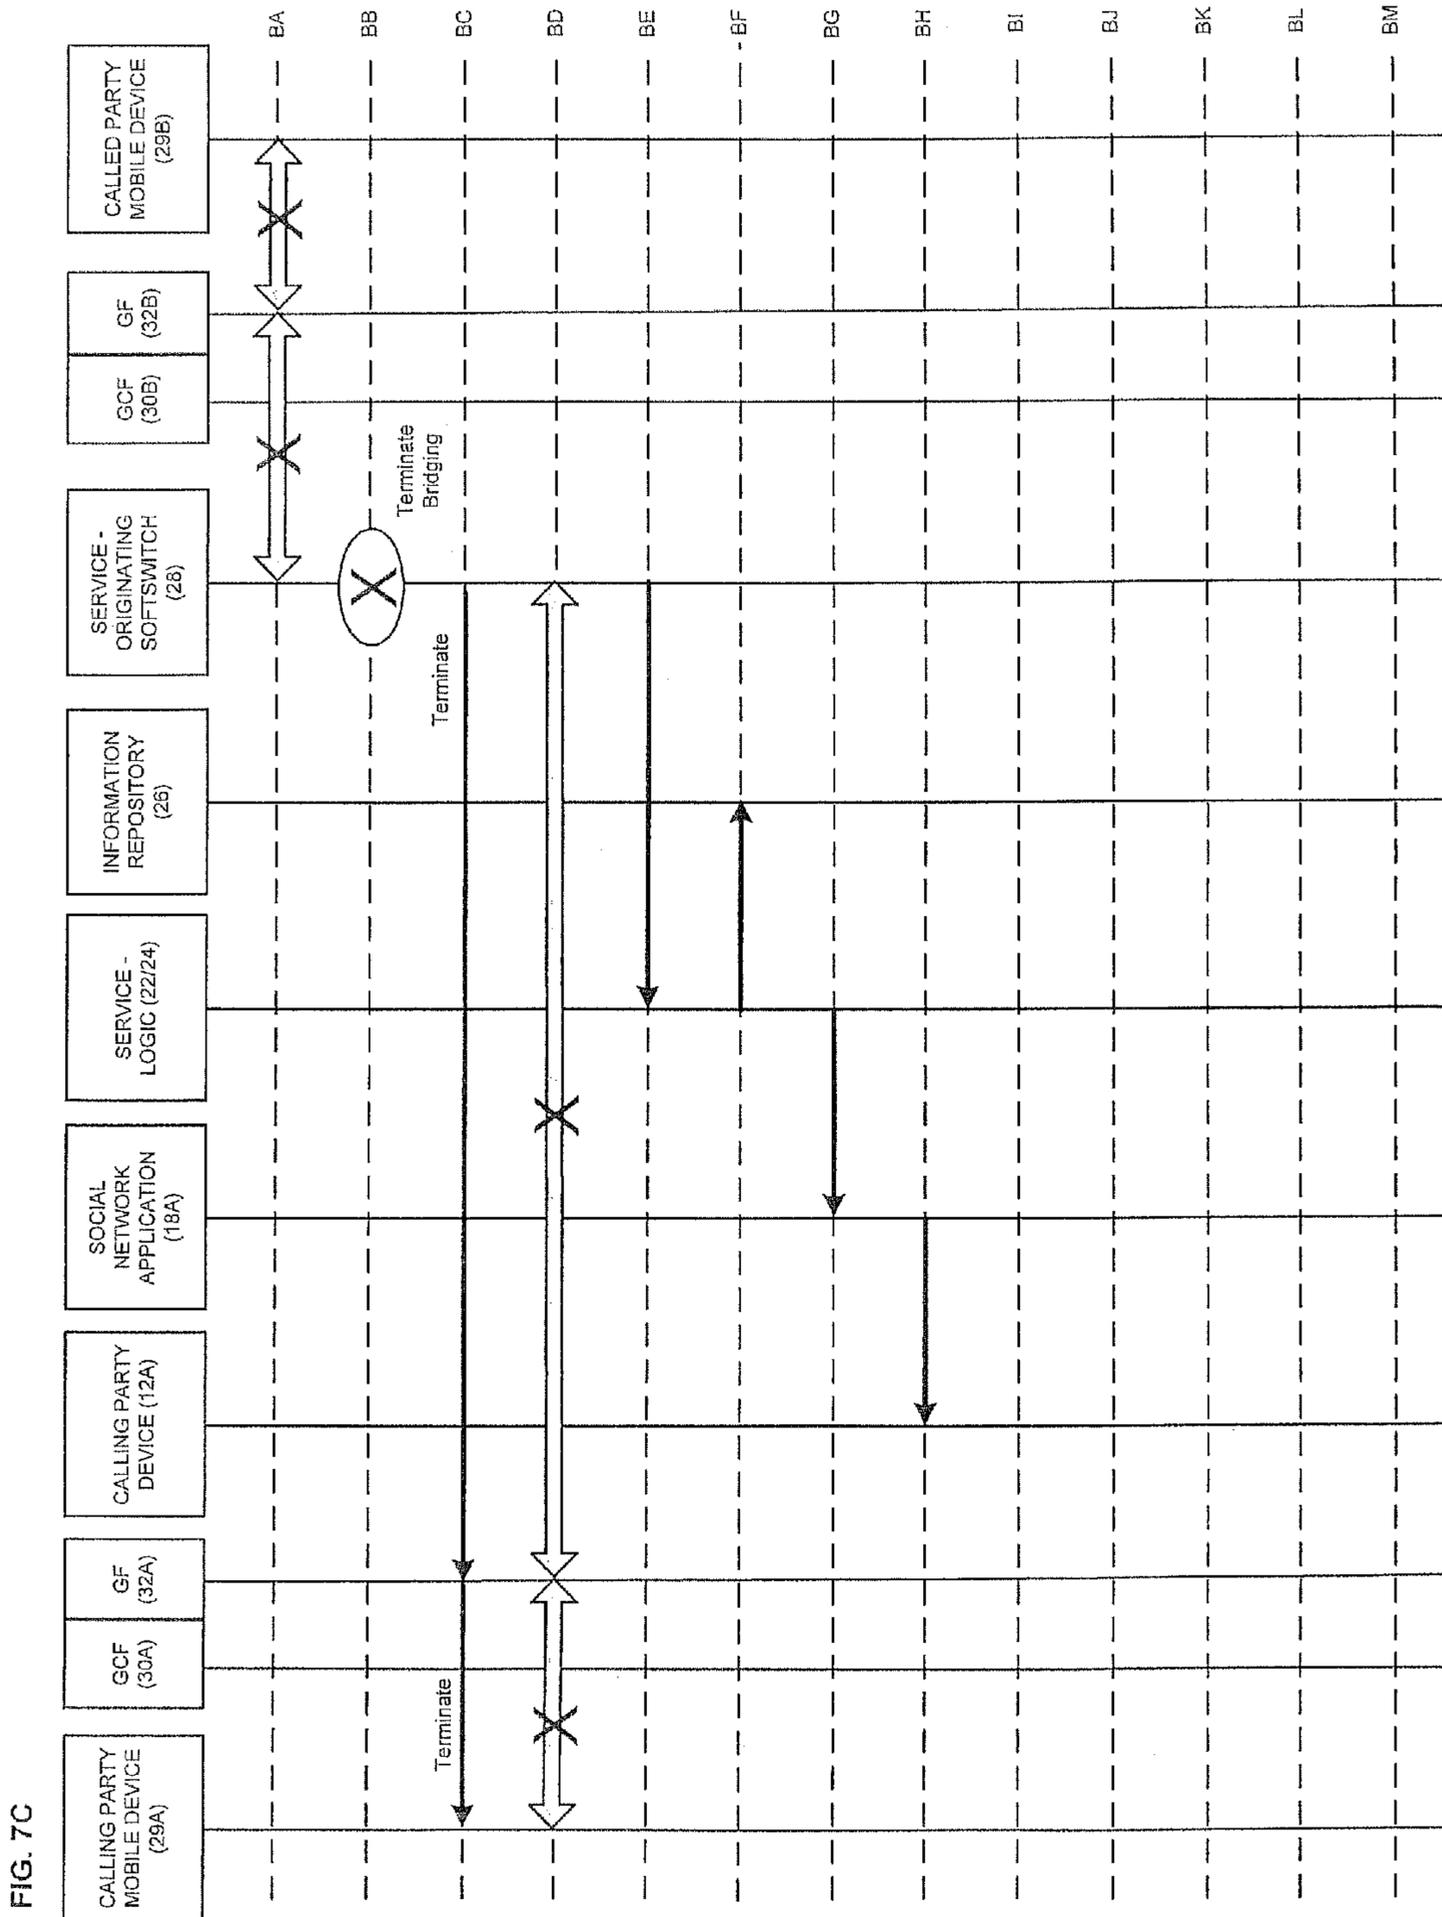 FIG. 7C
CALLING PARTY
MOBILE DEVICE
(29A)
GCF
(30A)
GF
(32A)
CALLING PARTY
DEVICE (12A)
SOCIAL
NETWORK
APPLICATION
(18A)
SERVICE -
LOGIC (22/24)
INFORMATION
REPOSITORY
(26)
SERVICE -
ORIGINATING
SOFTSWITCH
(28)
GCF
(30B)
GF
(32B)
CALLED PARTY
MOBILE DEVICE
(29B)
BA
Terminate
Bridging
BB
Terminate
Terminate
BC
BD
BE
BF
BG
BH
BI
BJ
BK
BL
BM